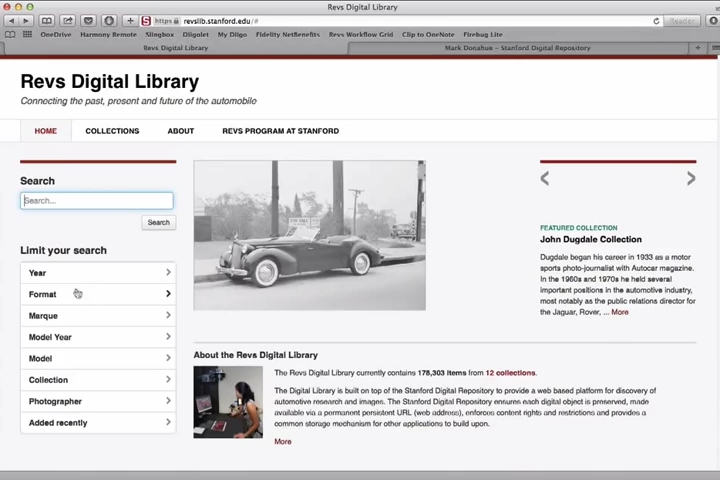 Revs Digital Library
https
revslib.stanford.edu/#
Reader
OneDrive Harmony Remote Slingbox Diigolet My Diigo Fidelity NetBenefits Revs Workflow Grid Clip to OneNote Firebug Lite
Revs Digital Library
Mark Donahue – Stanford Digital Repository
Revs Digital Library
Connecting the past, present and future of the automobile
HOME COLLECTIONS ABOUT REVS PROGRAM AT STANFORD
Search
Search...
Search
Limit your search
Year
Format
Marque
Model Year
Model
Collection
Photographer
Added recently
FEATURED COLLECTION
John Dugdale Collection
Dugdale began his career in 1933 as a motor
sports photo-journalist with Autocar magazine.
In the 1960s and 1970s he held several
important positions in the automotive industry,
most notably as the public relations director for
the Jaguar, Rover, ... More
About the Revs Digital Library
The Revs Digital Library currently contains 178,303 items from 12 collections.
The Digital Library is built on top of the Stanford Digital Repository to provide a web based platform for discovery of
automotive research and images. The Stanford Digital Repository ensures each digital object is preserved, made
available via a permanent persistent URL (web address), enforces content rights and restrictions and provides a
common storage mechanism for other applications to build upon.
More